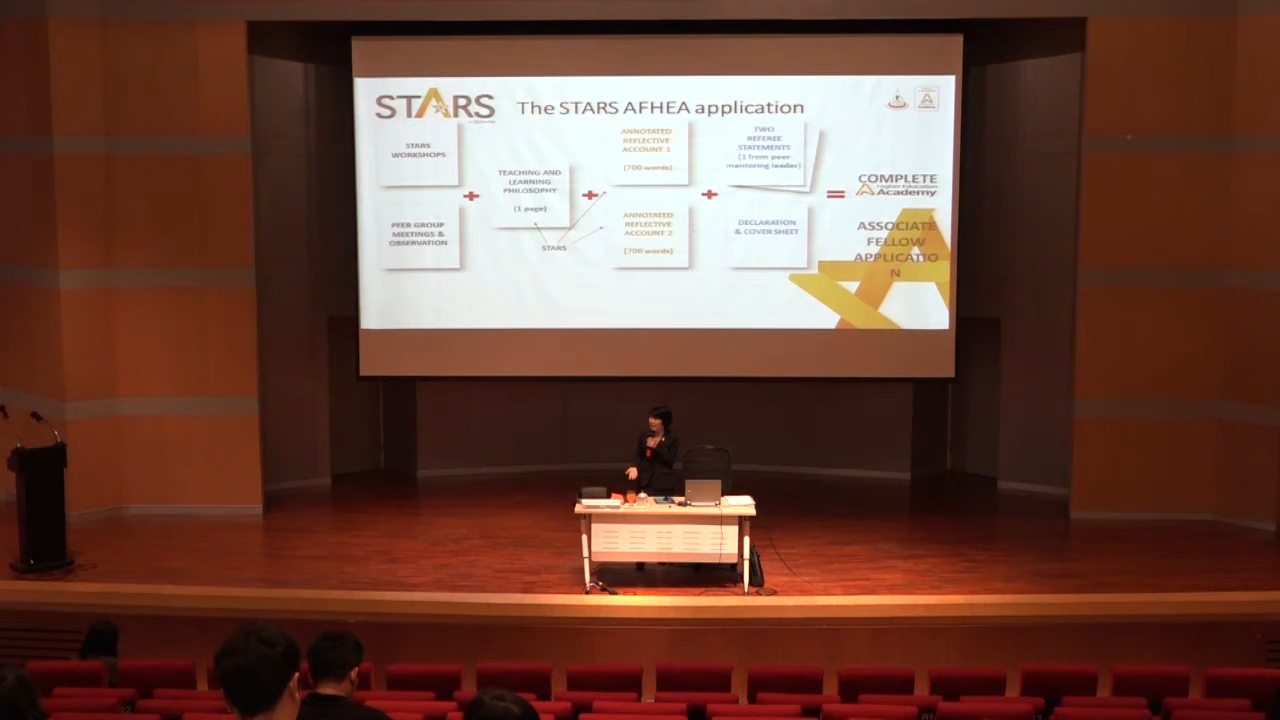 STARS
The STARS AFHEA application
STARS
WORKSHOPS
PEER GROUP
MEETINGS &
OBSERVATION
+
TEACHING AND
LEARNING
PHILOSOPHY
(1 page)
STARS
+
ANNOTATED
REFLECTIVE
ACCOUNT 1
(700 words)
ANNOTATED
REFLECTIVE
ACCOUNT 2
(700 words)
+
TWO
REFEREE
STATEMENTS
(1 from peer
mentoring leader)
DECLARATION
& COVER SHEET
=
COMPLETE
Higher Education
Academy
ASSOCIATE
FELLOW
APPLICATIO
N